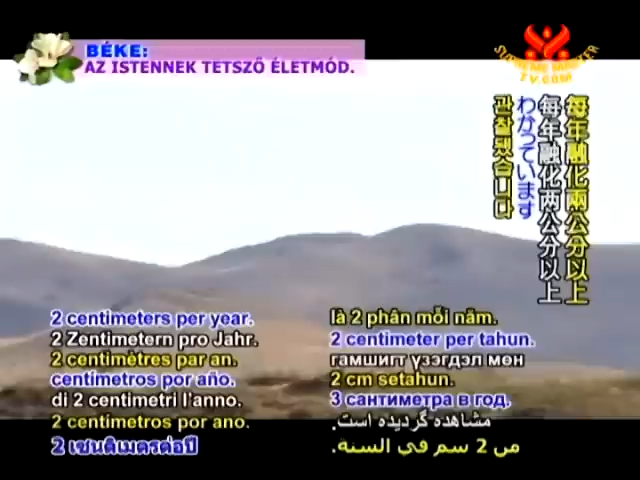 BÉKE:
AZ ISTENNEK TETSZŐ ÉLETMÓD.
SUPREME MASTER
TV.COM
每年融化兩公分以上
每年融化两公分以上
わかっています
관찰됐습니다
2 centimeters per year.
2 Zentimetern pro Jahr.
2 centimètres par an.
centímetros por año.
di 2 centimetri l'anno.
2 centimetros por ano.
2 เซนติเมตรต่อปี
là 2 phân mỗi năm.
2 centimeter per tahun.
гамшигт үзэгдэл мөн
2 cm setahun.
3 сантиметра в год,
مشاهده گردیده است.
من 2 سم في السنة.